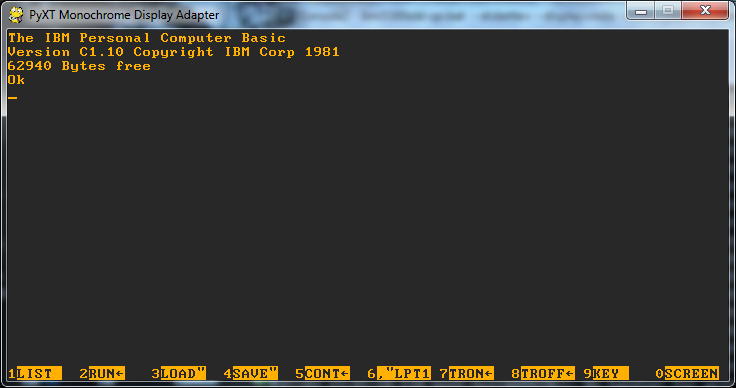 PyXT Monochrome Display Adapter
The IBM Personal Computer Basic
Version C1.10 Copyright IBM Corp 1981
62940 Bytes free
Ok
1LIST 2RUN← 3LOAD" 4SAVE" 5CONT← 6,"LPT1 7TRON← 8TROFF← 9KEY 0SCREEN